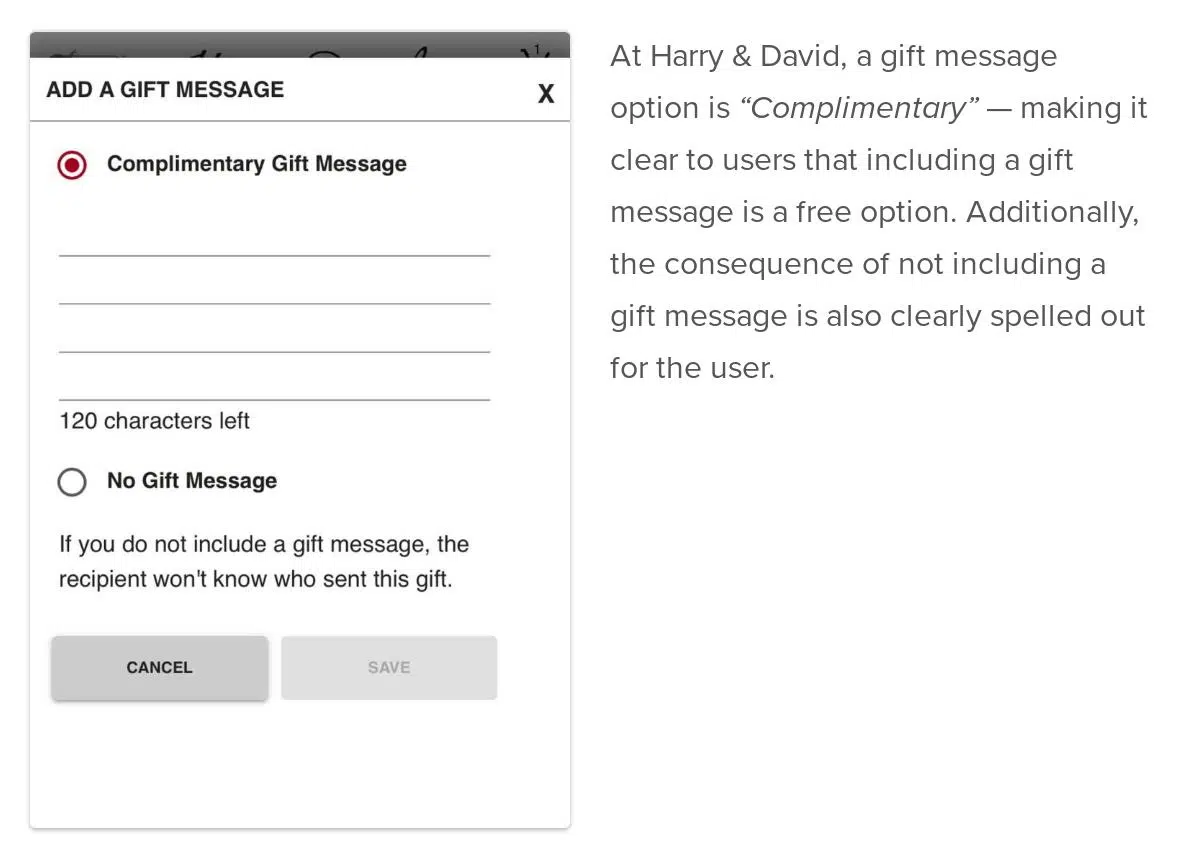 1
ADD A GIFT MESSAGE
X
Complimentary Gift Message
120 characters left
No Gift Message
If you do not include a gift message, the
recipient won't know who sent this gift.
CANCEL
SAVE
At Harry & David, a gift message
option is “Complimentary” — making it
clear to users that including a gift
message is a free option. Additionally,
the consequence of not including a
gift message is also clearly spelled out
for the user.